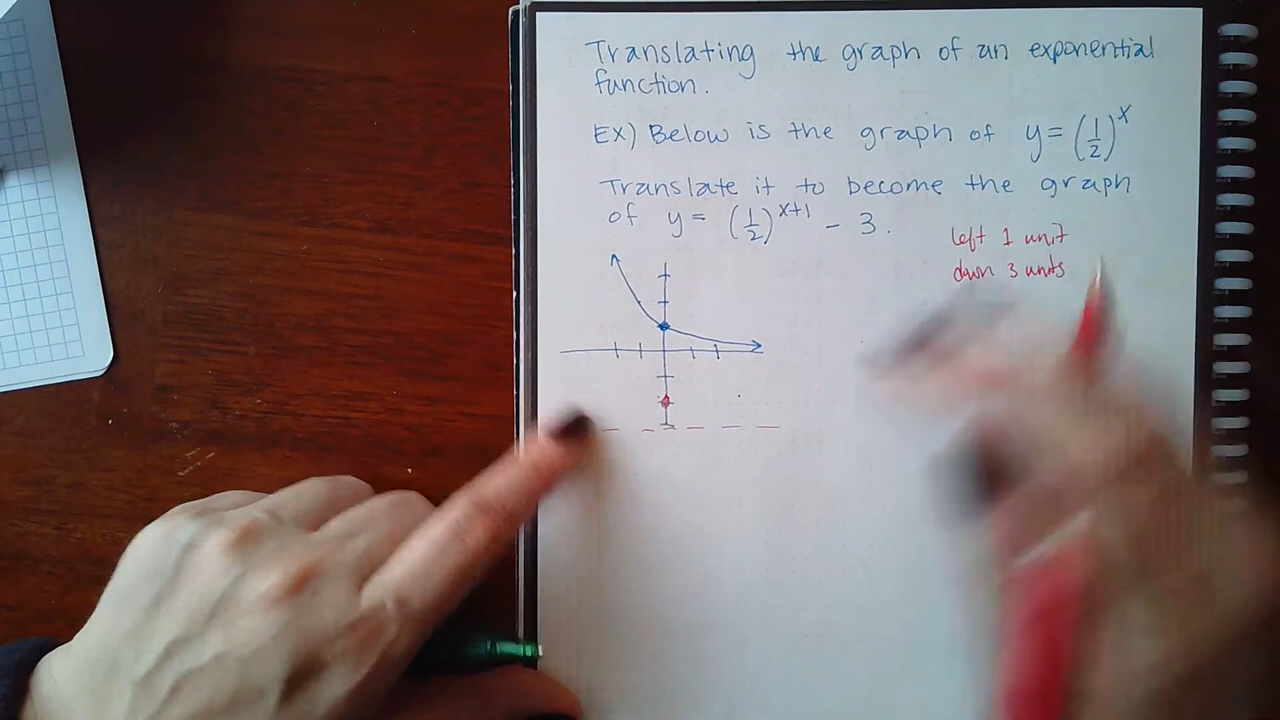 Translating the graph of an exponential
function.
EX) Below is the graph of y = (1/2)^x
Translate it to become the graph
of y = (1/2)^x+1 - 3.
left 1 unit
down 3 units